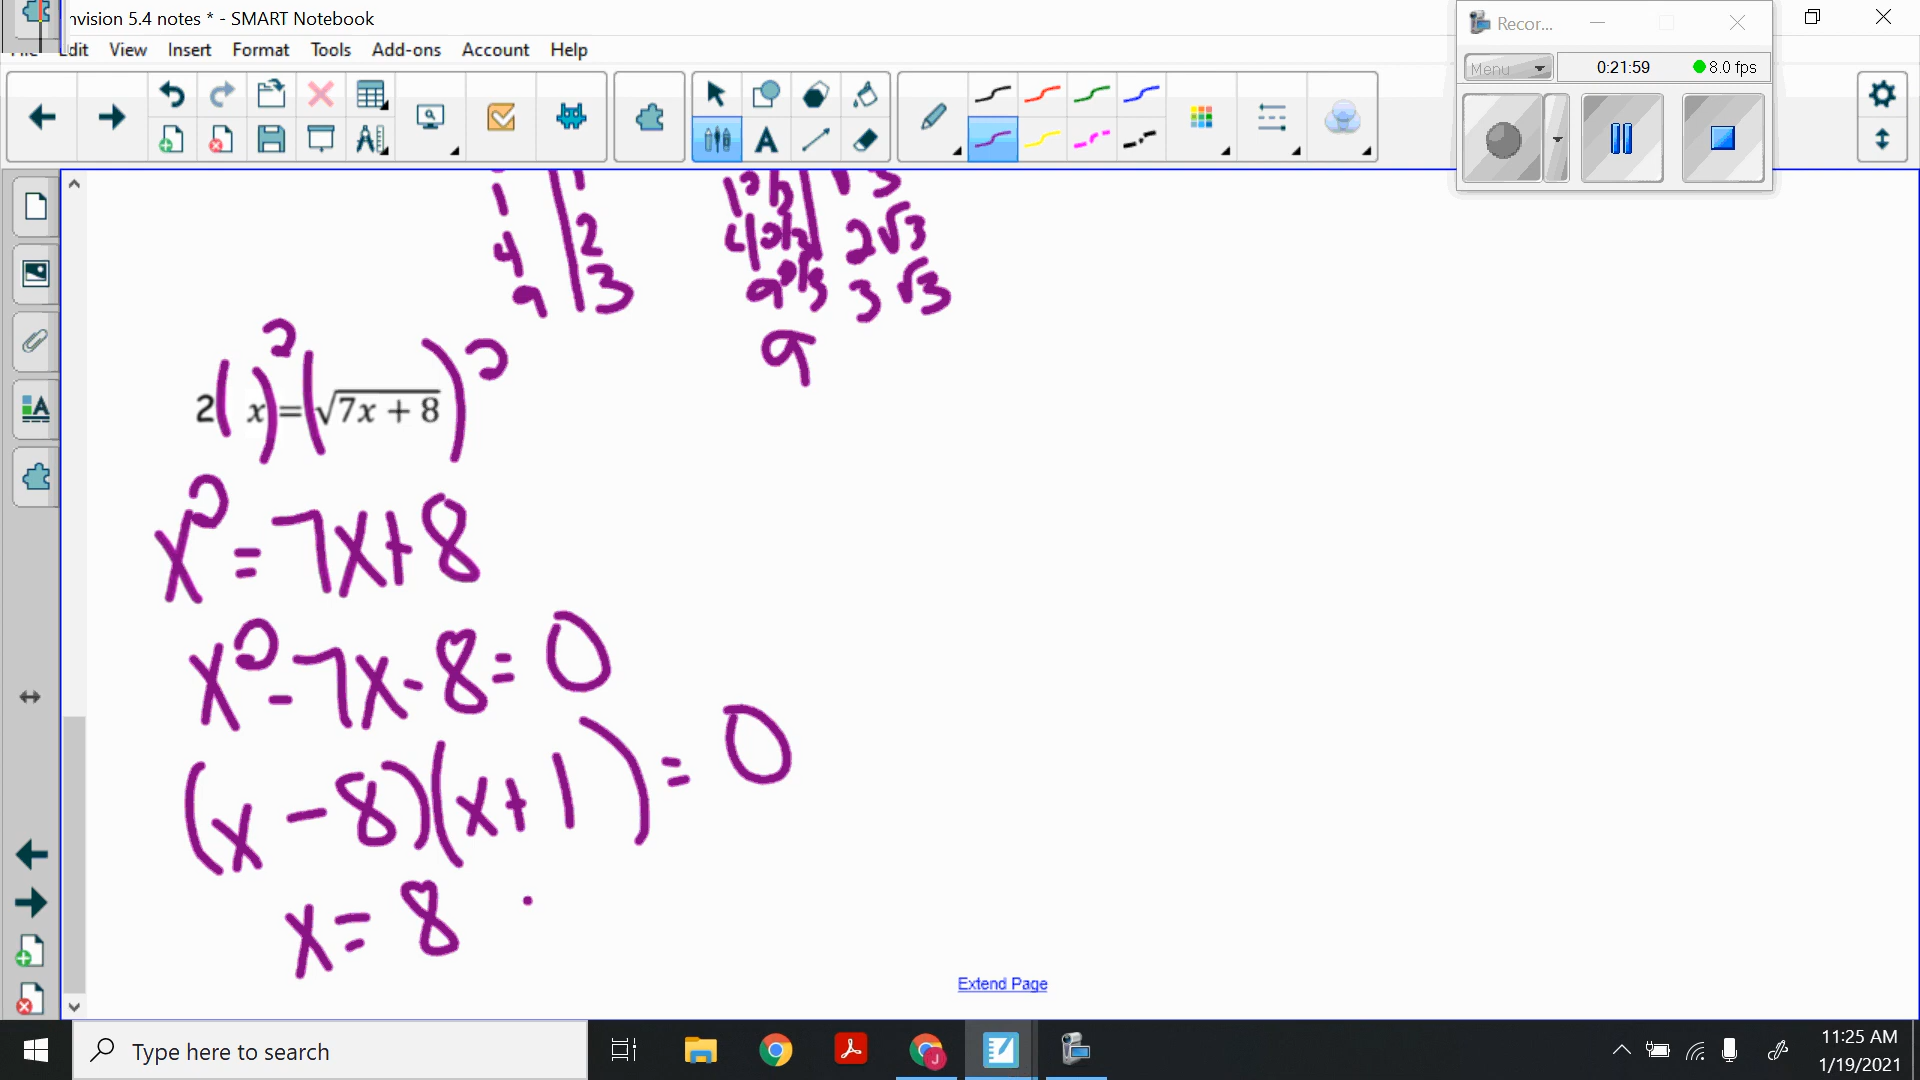 nvision 5.4 notes * - SMART Notebook
Edit View Insert Format Tools Add-ons Account Help
Recor...
Menu 0:21:59 8.0 fps
1
4 2
9 3
2√3
3 √3
9
2( x)²=(√7x + 8)²
x² = 7x+8
x² - 7x - 8 = 0
(x - 8)(x + 1) = 0
x = 8
Extend Page
Type here to search
11:25 AM
1/19/2021